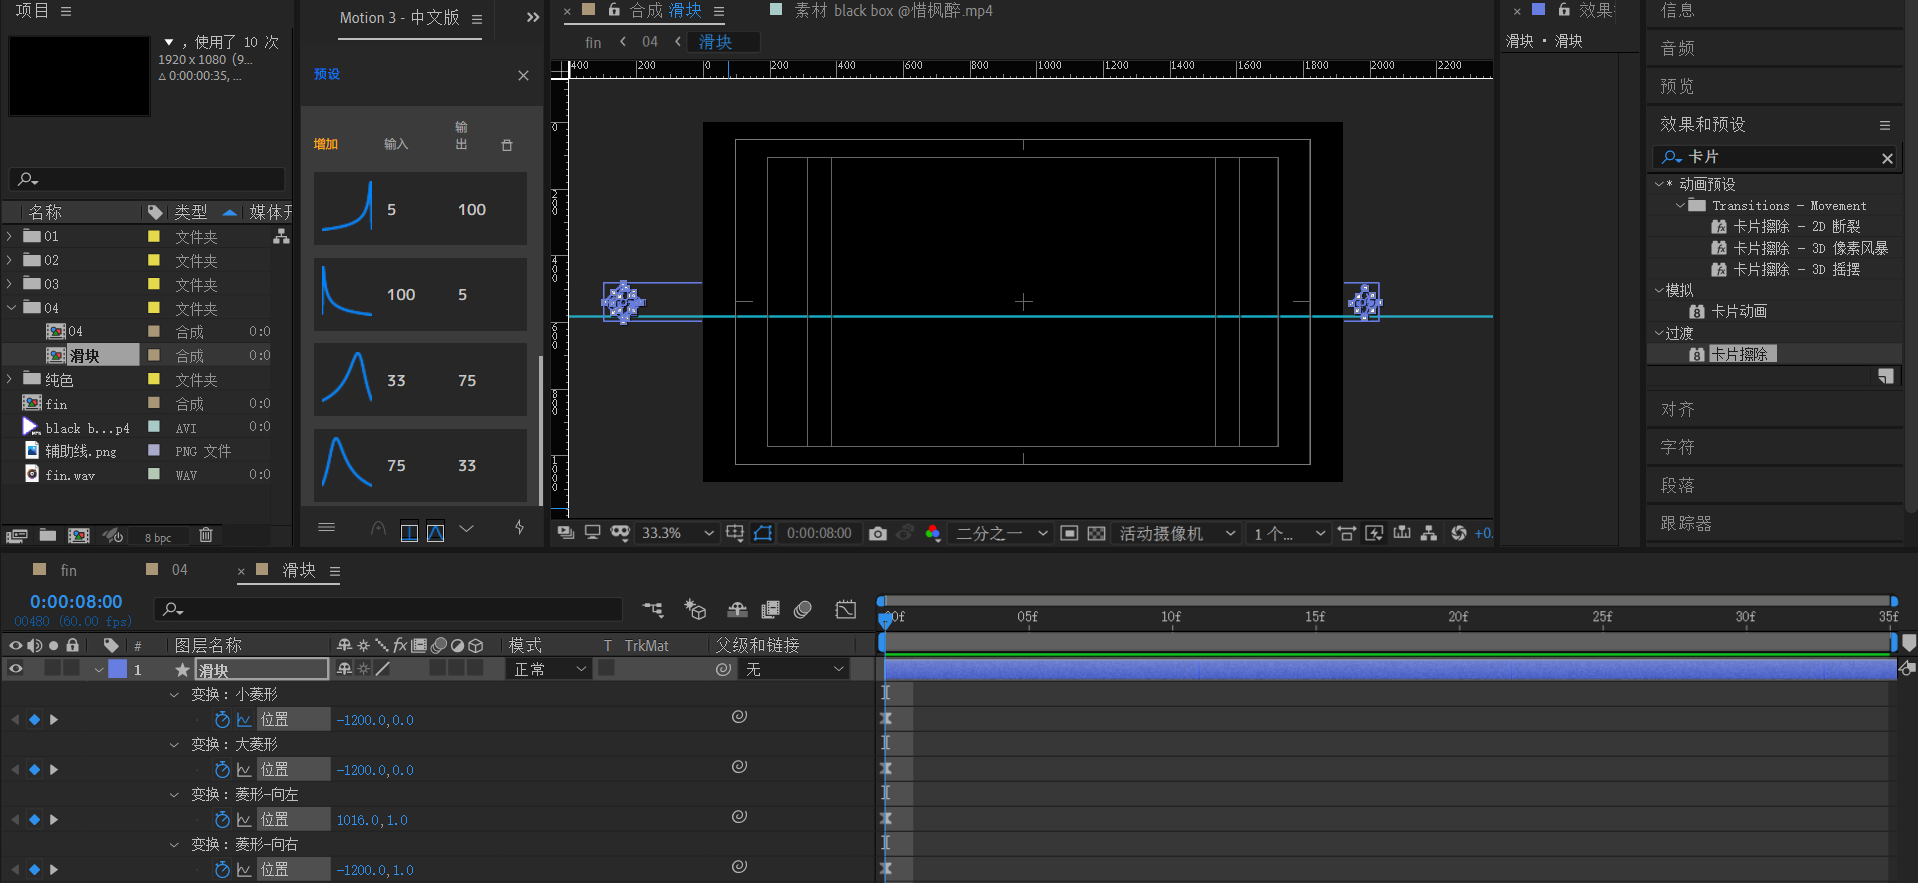 项目
▼ , 使用了 10 次
1920 x 1080 (9...
△ 0:00:00:35, ...
名称
类型
媒体开
01
文件夹
02
文件夹
03
文件夹
04
文件夹
04
合成
0:0
滑块
合成
0:0
纯色
文件夹
fin
合成
0:0
black b...p4
AVI
0:0
辅助线.png
PNG 文件
fin.wav
WAV
0:0
8 bpc
Motion 3 - 中文版
预设
增加
输入
输出
5
100
100
5
33
75
75
33
合成 滑块
素材 black box @惜枫醉.mp4
fin ‹ 04 ‹ 滑块
400 200 0 200 400 600 800 1000 1200 1400 1600 1800 2000 2200
0
200
400
600
800
1000
33.3%
0:00:08:00
二分之一
活动摄像机
1 个...
+0.
效果
滑块 · 滑块
信息
音频
预览
效果和预设
卡片
* 动画预设
Transitions - Movement
卡片擦除 - 2D 断裂
卡片擦除 - 3D 像素风暴
卡片擦除 - 3D 摇摆
模拟
卡片动画
过渡
卡片擦除
对齐
字符
段落
跟踪器
fin
04
滑块
0:00:08:00
00480 (60.00 fps)
00f 05f 10f 15f 20f 25f 30f 35f
# 图层名称
模式
T TrkMat
父级和链接
1
滑块
正常
无
变换：小菱形
位置
-1200.0,0.0
变换：大菱形
位置
-1200.0,0.0
变换：菱形-向左
位置
1016.0,1.0
变换：菱形-向右
位置
-1200.0,1.0